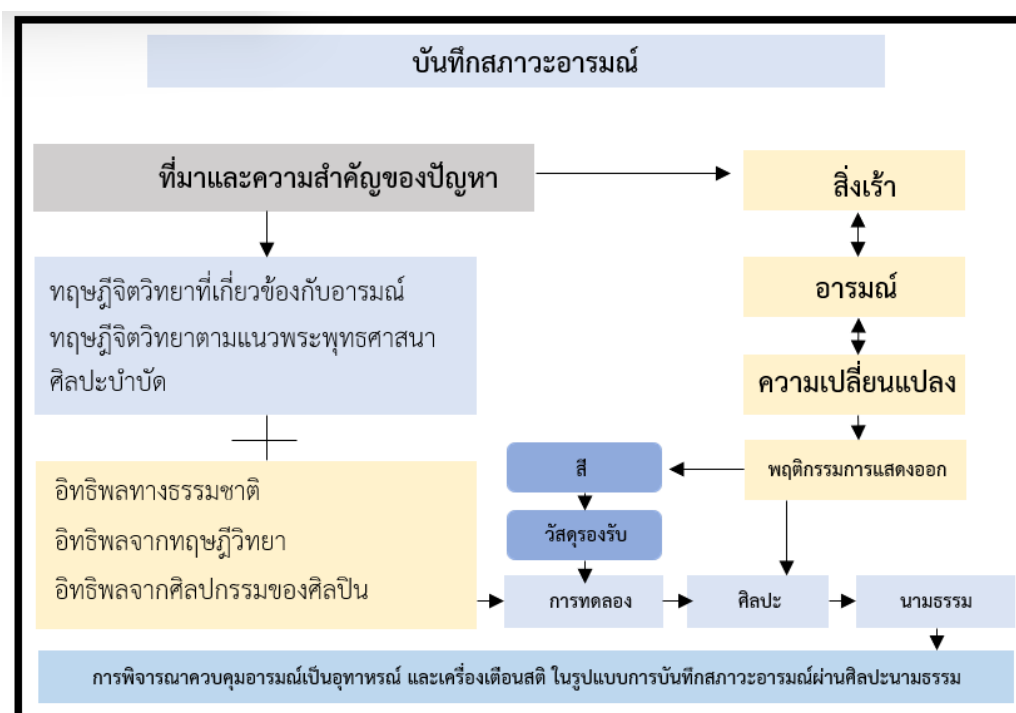 บันทึกสภาวะอารมณ์
ที่มาและความสำคัญของปัญหา
สิ่งเร้า
อารมณ์
ความเปลี่ยนแปลง
พฤติกรรมการแสดงออก
ทฤษฎีจิตวิทยาที่เกี่ยวข้องกับอารมณ์
ทฤษฎีจิตวิทยาตามแนวพระพุทธศาสนา
ศิลปะบำบัด
อิทธิพลทางธรรมชาติ
อิทธิพลจากทฤษฎีวิทยา
อิทธิพลจากศิลปกรรมของศิลปิน
สี
วัสดุรองรับ
การทดลอง
ศิลปะ
นามธรรม
การพิจารณาควบคุมอารมณ์เป็นอุทาหรณ์ และเครื่องเตือนสติ ในรูปแบบการบันทึกสภาวะอารมณ์ผ่านศิลปะนามธรรม